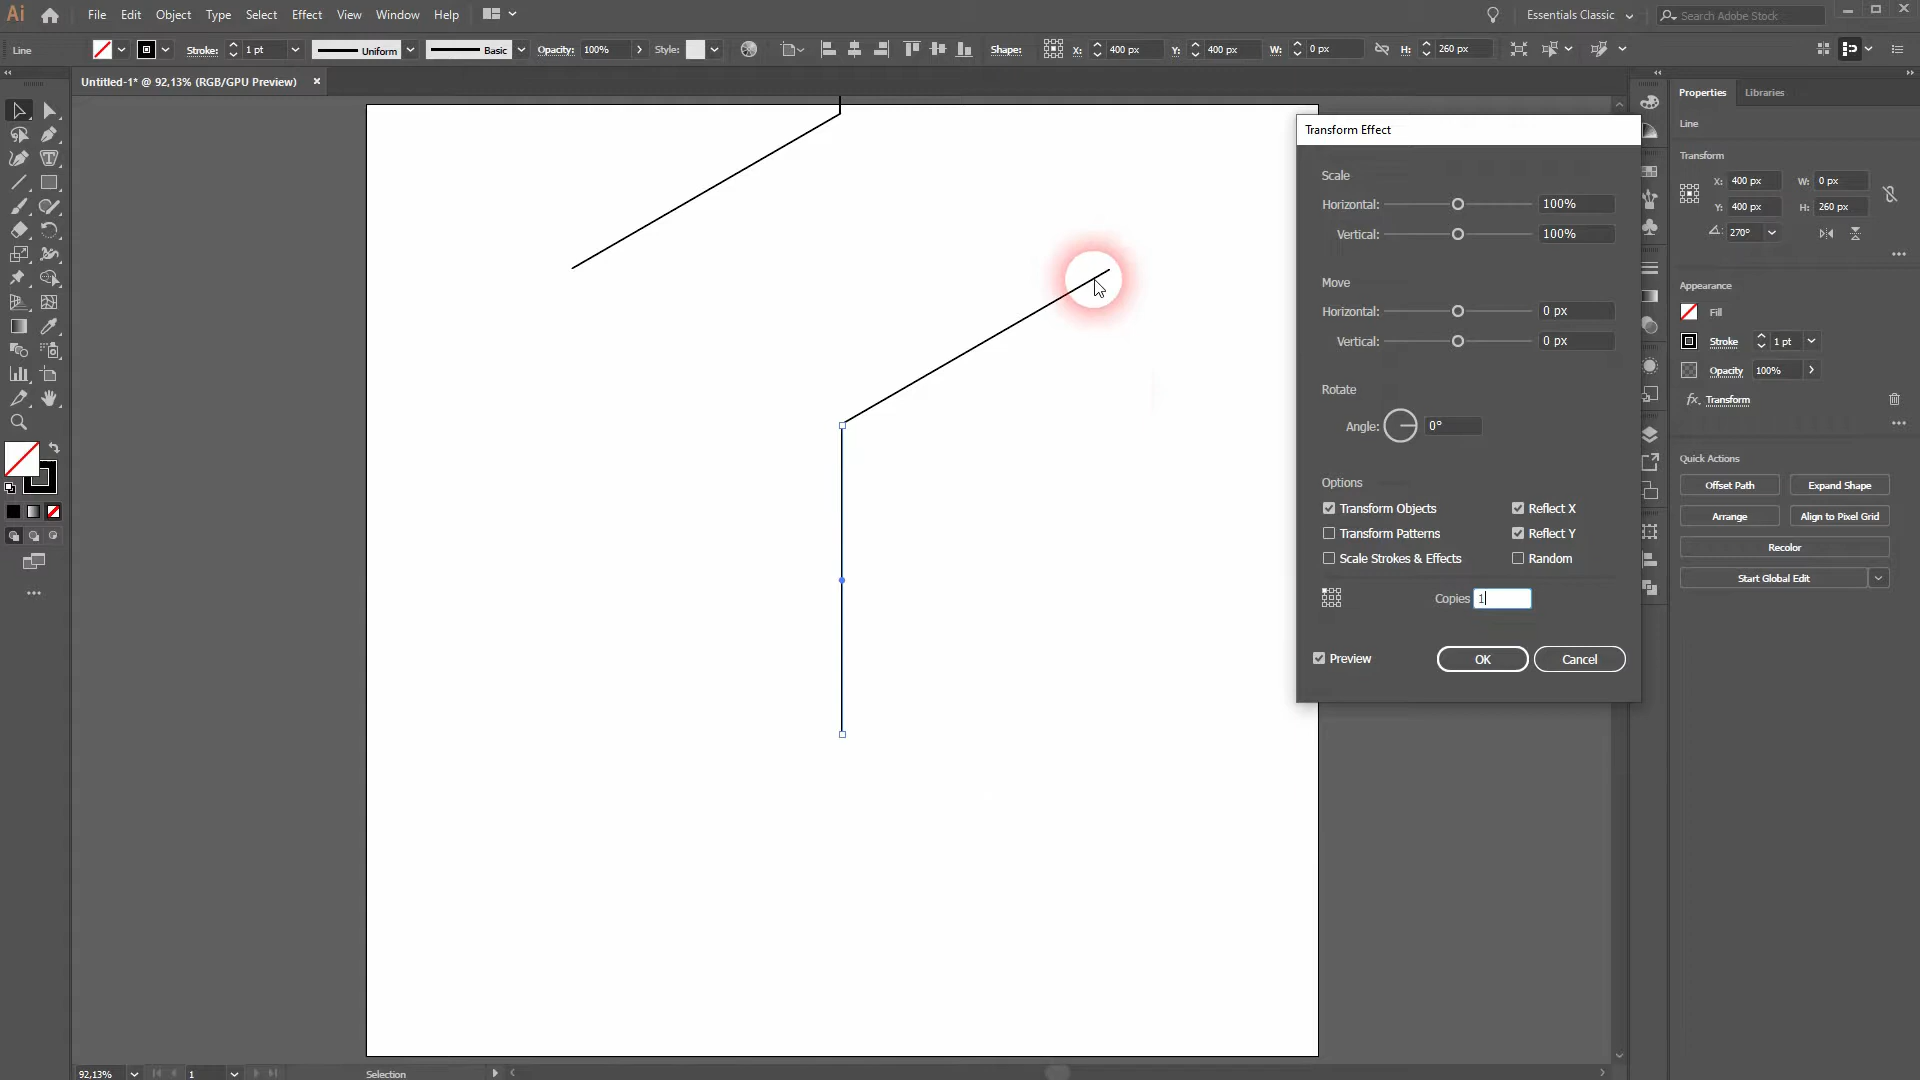 Ai File Edit Object Type Select Effect View Window Help Essentials Classic Search Adobe Stock
Line Stroke: 1 pt Uniform Basic Opacity: 100% Style: Shape: X: 400 px Y: 400 px W: 0 px H: 260 px
Untitled-1* @ 92,13% (RGB/GPU Preview) ×
Transform Effect
Scale
Horizontal: 100%
Vertical: 100%
Move
Horizontal: 0 px
Vertical: 0 px
Rotate
Angle: 0°
Options
Transform Objects Reflect X
Transform Patterns Reflect Y
Scale Strokes & Effects Random
Copies 1
Preview OK Cancel
Properties Libraries
Line
Transform
X: 400 px W: 0 px
Y: 400 px H: 260 px
270°
Appearance
Fill
Stroke 1 pt
Opacity 100%
fx. Transform
Quick Actions
Offset Path Expand Shape
Arrange Align to Pixel Grid
Recolor
Start Global Edit
92,13% 1 Selection